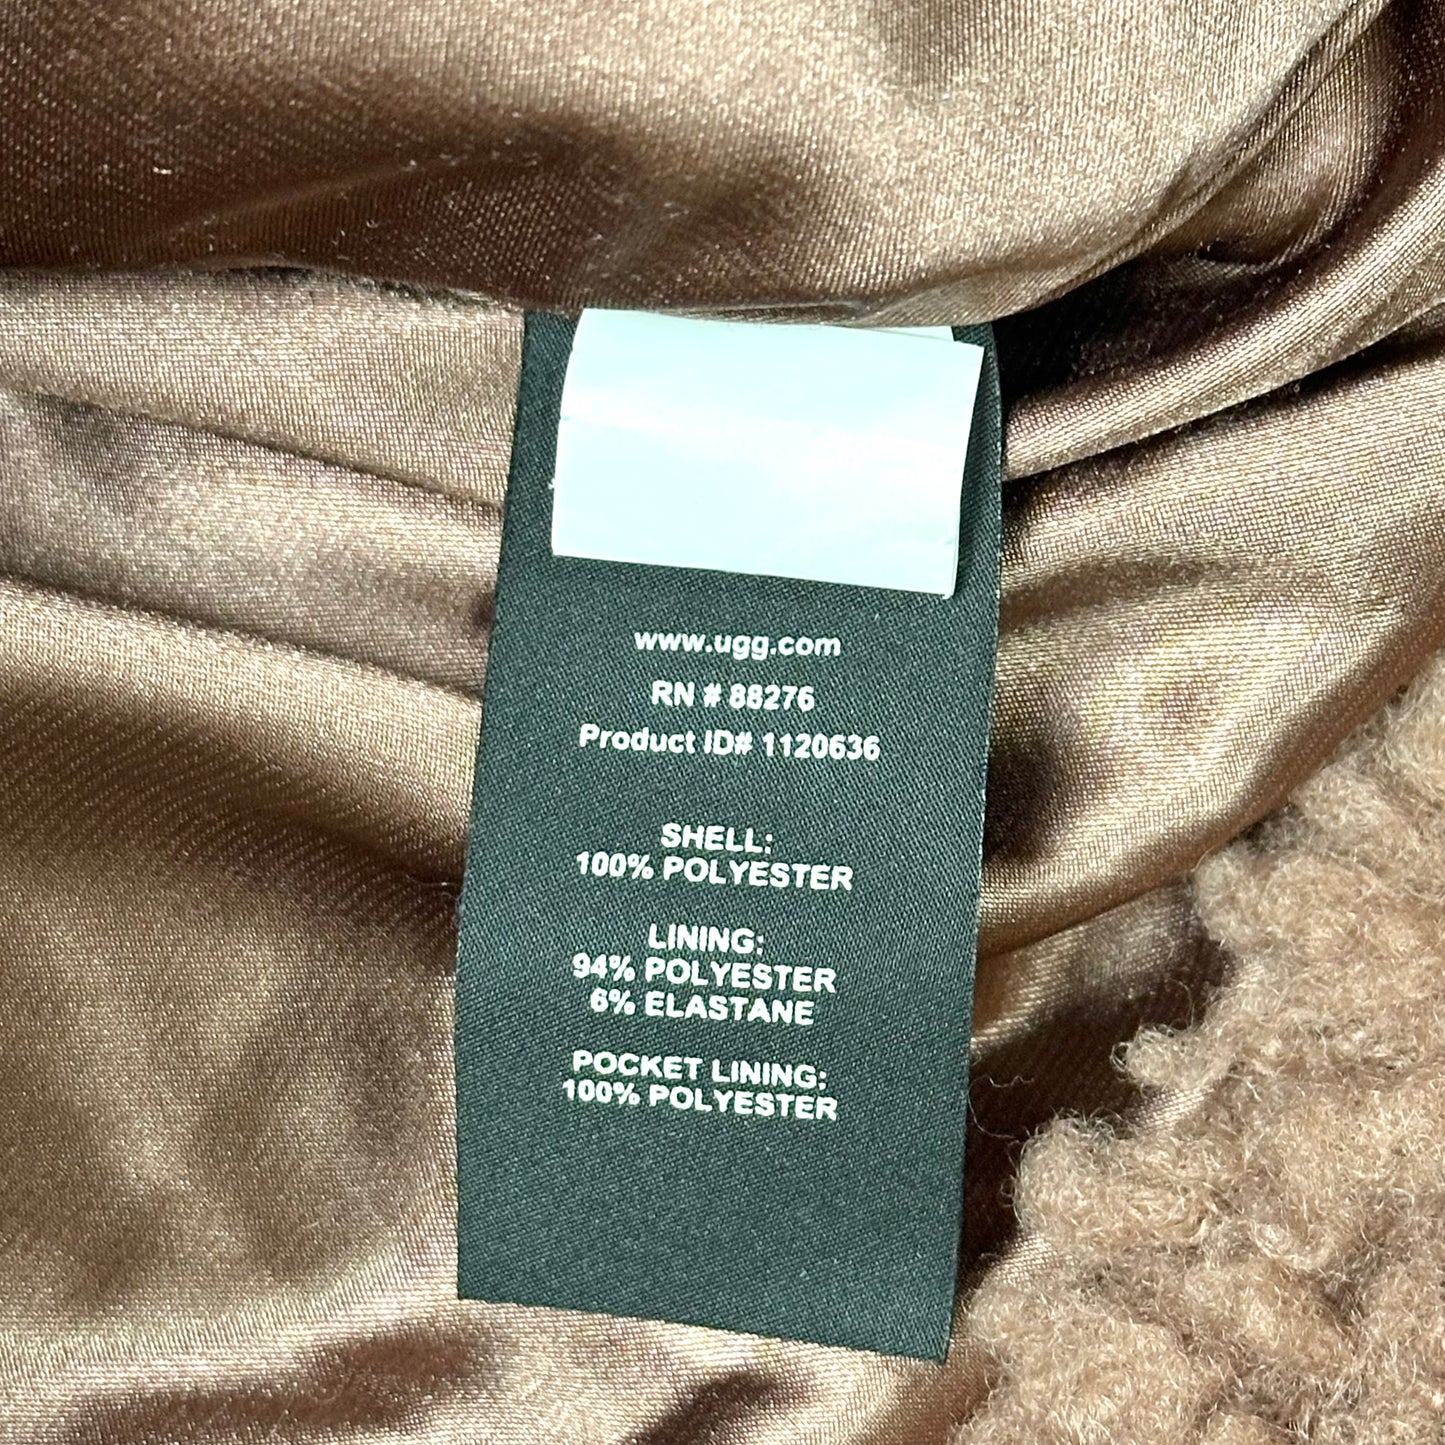 www.ugg.com
RN # 88276
Product ID# 1120636
SHELL:
100% POLYESTER
LINING:
94% POLYESTER
6% ELASTANE
POCKET LINING:
100% POLYESTER